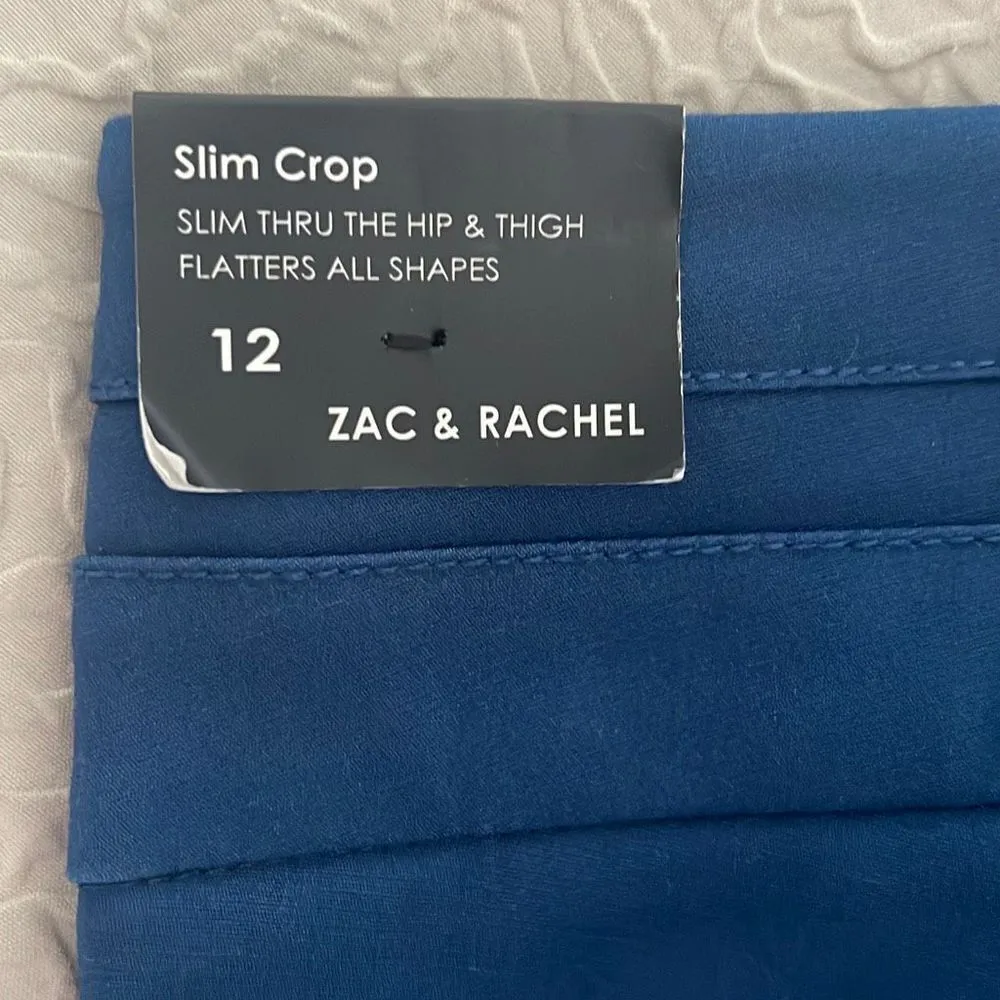 Slim Crop
SLIM THRU THE HIP & THIGH
FLATTERS ALL SHAPES
12
ZAC & RACHEL